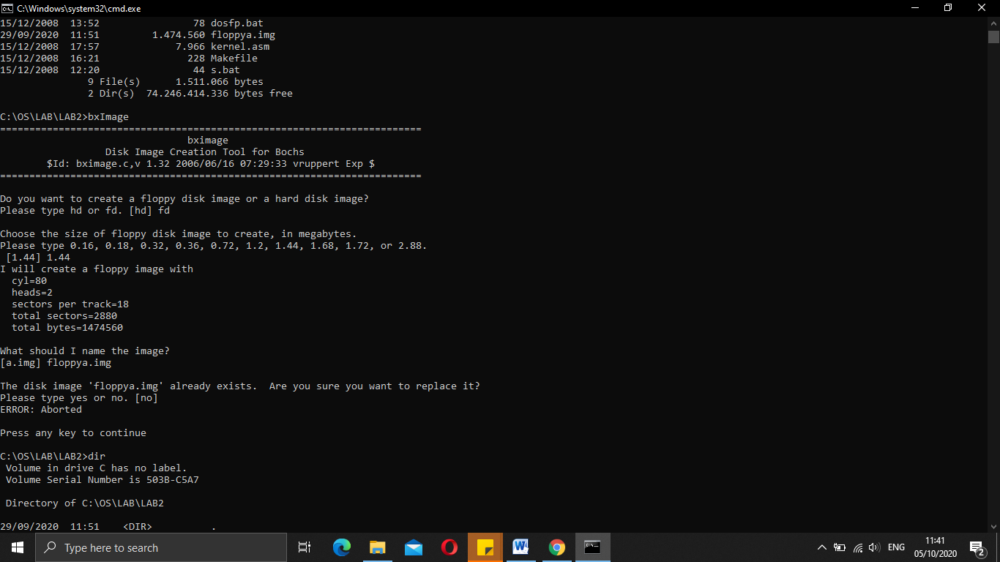 C:\Windows\system32\cmd.exe
15/12/2008  13:52                78 dosfp.bat
29/09/2020  11:51         1.474.560 floppya.img
15/12/2008  17:57             7.966 kernel.asm
15/12/2008  16:21               228 Makefile
15/12/2008  12:20                44 s.bat
               9 File(s)      1.511.066 bytes
               2 Dir(s)  74.246.414.336 bytes free
C:\OS\LAB\LAB2>bxImage
========================================================================
                                bximage
                  Disk Image Creation Tool for Bochs
        $Id: bximage.c,v 1.32 2006/06/16 07:29:33 vruppert Exp $
========================================================================
Do you want to create a floppy disk image or a hard disk image?
Please type hd or fd. [hd] fd
Choose the size of floppy disk image to create, in megabytes.
Please type 0.16, 0.18, 0.32, 0.36, 0.72, 1.2, 1.44, 1.68, 1.72, or 2.88.
 [1.44] 1.44
I will create a floppy image with
  cyl=80
  heads=2
  sectors per track=18
  total sectors=2880
  total bytes=1474560
What should I name the image?
[a.img] floppya.img
The disk image 'floppya.img' already exists.  Are you sure you want to replace it?
Please type yes or no. [no]
ERROR: Aborted
Press any key to continue
C:\OS\LAB\LAB2>dir
 Volume in drive C has no label.
 Volume Serial Number is 503B-C5A7
 Directory of C:\OS\LAB\LAB2
29/09/2020  11:51    <DIR>          .
Type here to search
ENG
11:41
05/10/2020
2